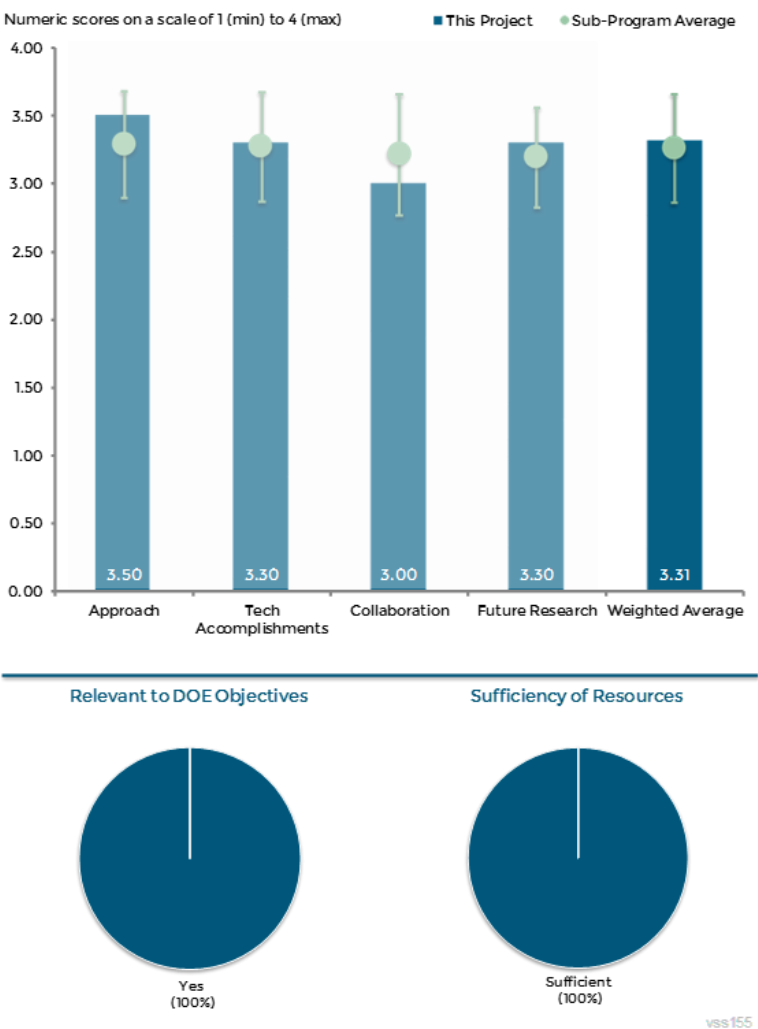 Numeric scores on a scale of 1 (min) to 4 (max)
This Project
Sub-Program Average
4.00
3.50
3.00
2.50
2.00
1.50
1.00
0.50
0.00
3.50
3.30
3.00
3.30
3.31
Approach
Tech
Accomplishments
Collaboration
Future Research
Weighted Average
Relevant to DOE Objectives
Sufficiency of Resources
Yes
(100%)
Sufficient
(100%)
vss155